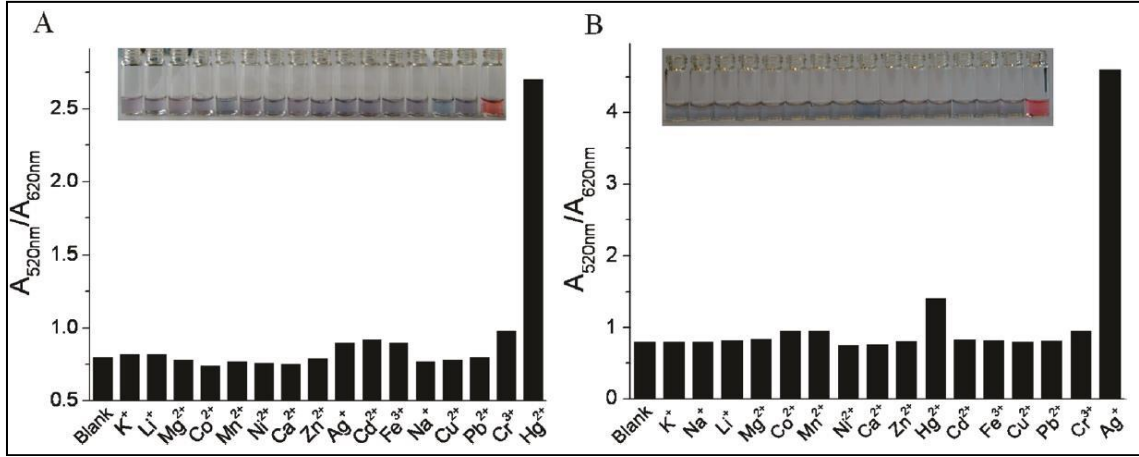 A
A₅₂₀ₙₘ/A₆₂₀ₙₘ
2.5
2.0
1.5
1.0
0.5
Blank K⁺ Li⁺ Mg²⁺ Co²⁺ Mn²⁺ Ni²⁺ Ca²⁺ Zn²⁺ Ag⁺ Cd²⁺ Fe³⁺ Na⁺ Cu²⁺ Pb²⁺ Cr³⁺ Hg²⁺
B
A₅₂₀ₙₘ/A₆₂₀ₙₘ
4
4
2
1
0
Blank K⁺ Na⁺ Li⁺ Mg²⁺ Co²⁺ Mn²⁺ Ni²⁺ Ca²⁺ Zn²⁺ Hg²⁺ Cd²⁺ Fe³⁺ Cu²⁺ Pb²⁺ Cr³⁺ Ag⁺